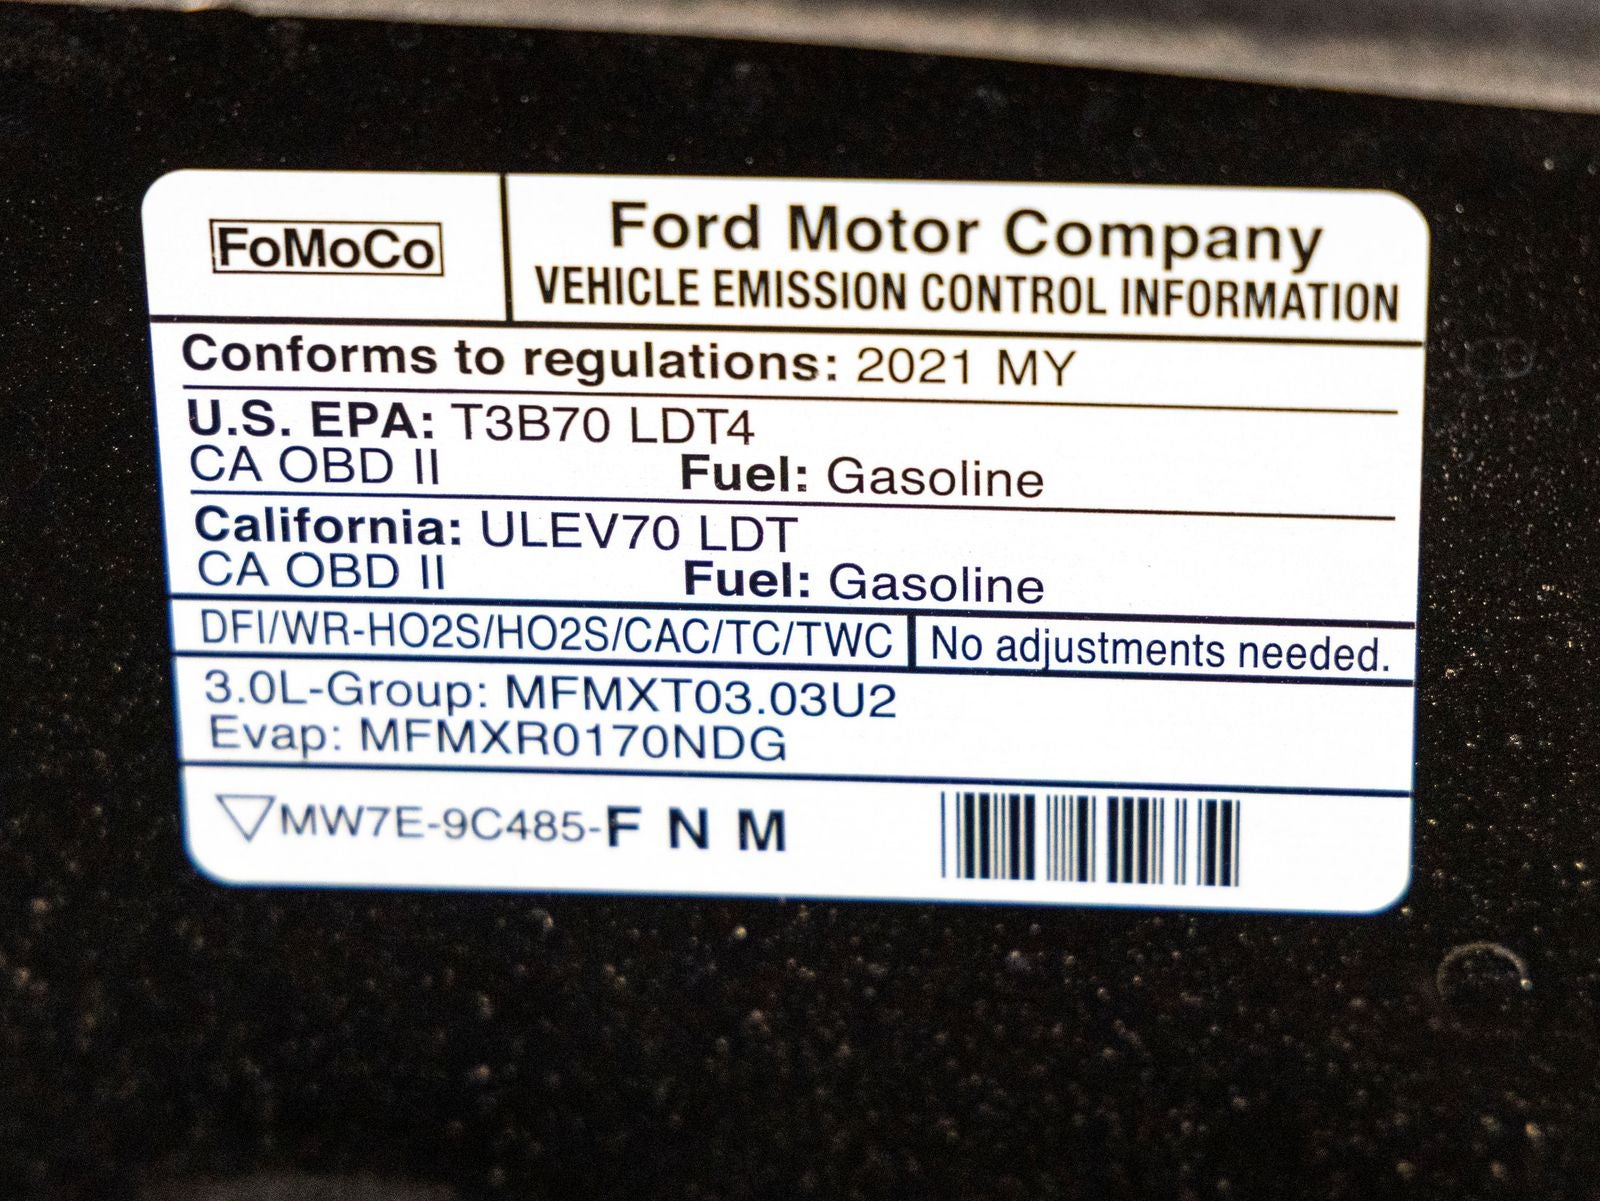 FoMoCo
Ford Motor Company
VEHICLE EMISSION CONTROL INFORMATION
Conforms to regulations: 2021 MY
U.S. EPA: T3B70 LDT4
CA OBD II Fuel: Gasoline
California: ULEV70 LDT
CA OBD II Fuel: Gasoline
DFI/WR-HO2S/HO2S/CAC/TC/TWC No adjustments needed.
3.0L-Group: MFMXT03.03U2
Evap: MFMXR0170NDG
MW7E-9C485-F N M